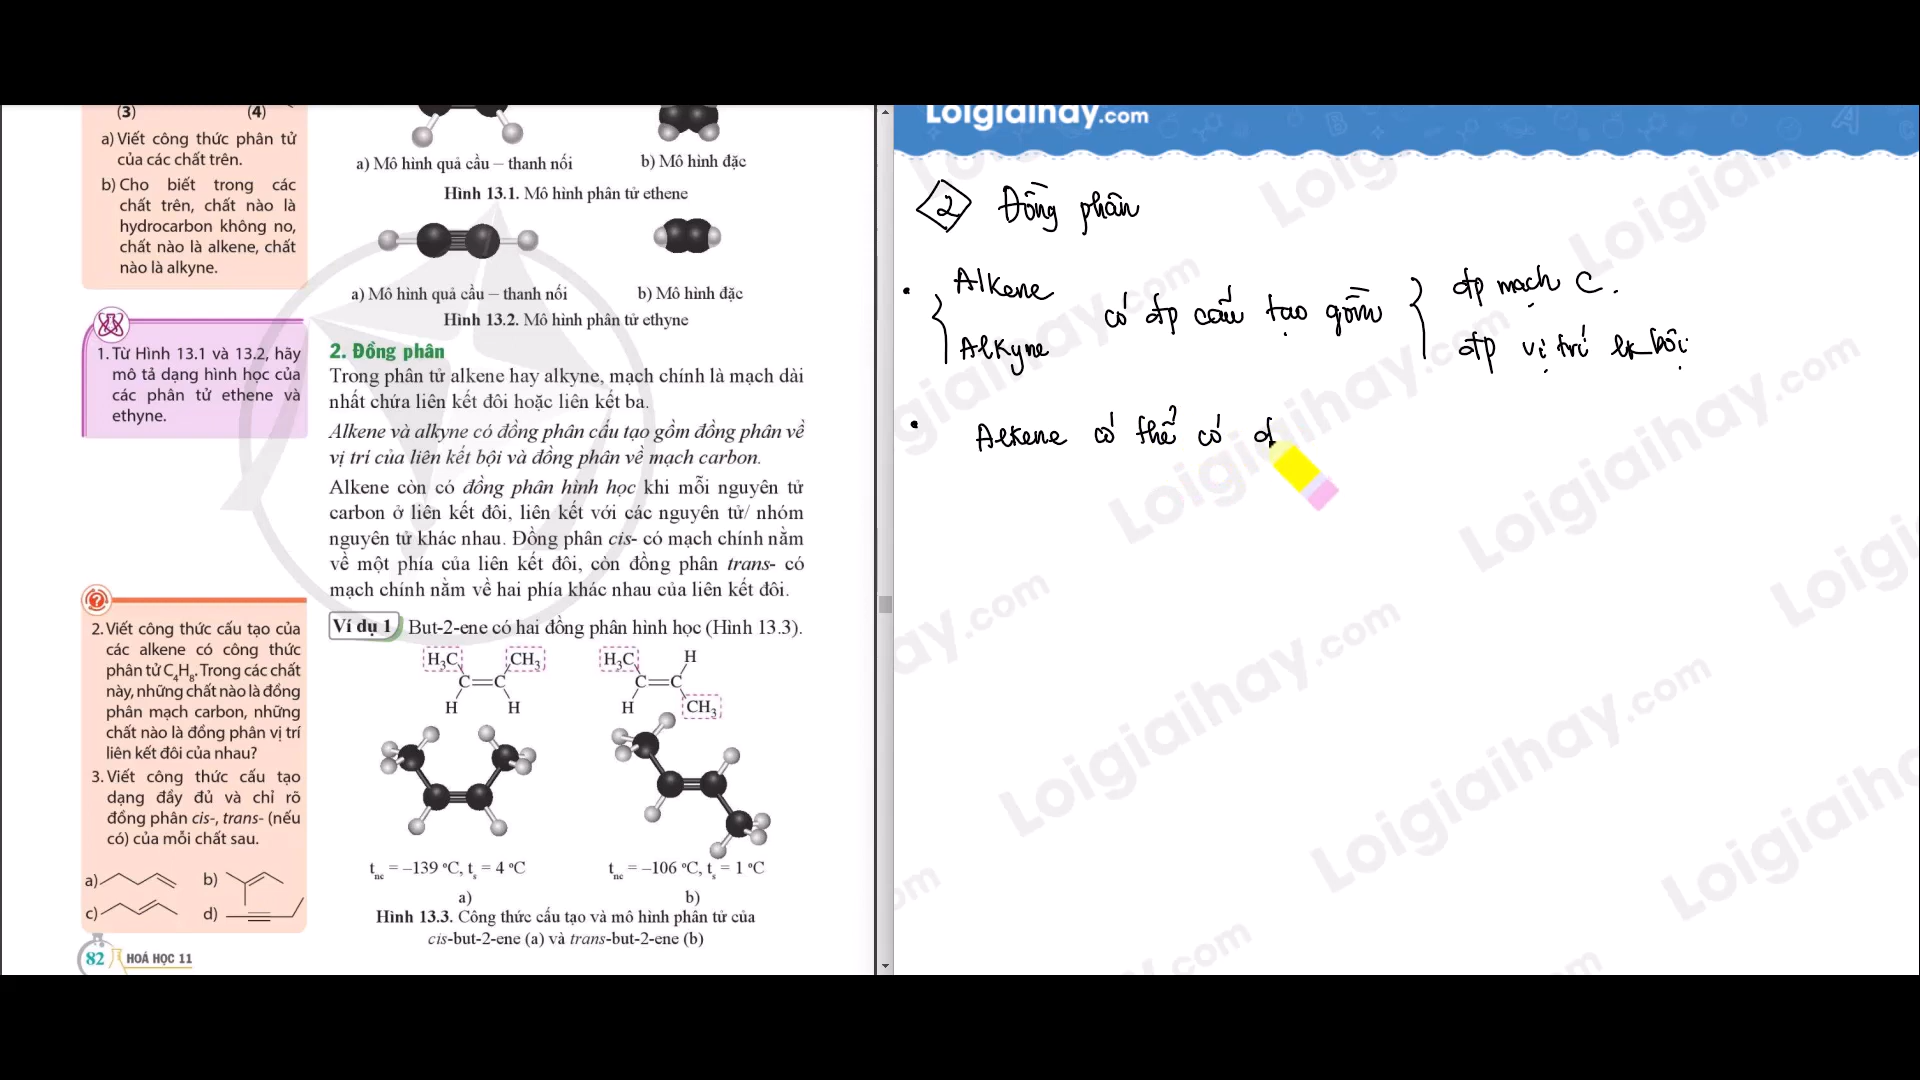 (3) (4)
a) Viết công thức phân tử
của các chất trên.
b) Cho biết trong các
chất trên, chất nào là
hydrocarbon không no,
chất nào là alkene, chất
nào là alkyne.
1. Từ Hình 13.1 và 13.2, hãy
mô tả dạng hình học của
các phân tử ethene và
ethyne.
2. Viết công thức cấu tạo của
các alkene có công thức
phân tử C4H8. Trong các chất
này, những chất nào là đồng
phân mạch carbon, những
chất nào là đồng phân vị trí
liên kết đôi của nhau?
3. Viết công thức cấu tạo
dạng đầy đủ và chỉ rõ
đồng phân cis-, trans- (nếu
có) của mỗi chất sau.
a) b)
c) d)
82 HOÁ HỌC 11
a) Mô hình quả cầu – thanh nối b) Mô hình đặc
Hình 13.1. Mô hình phân tử ethene
a) Mô hình quả cầu – thanh nối b) Mô hình đặc
Hình 13.2. Mô hình phân tử ethyne
2. Đồng phân
Trong phân tử alkene hay alkyne, mạch chính là mạch dài
nhất chứa liên kết đôi hoặc liên kết ba.
Alkene và alkyne có đồng phân cấu tạo gồm đồng phân về
vị trí của liên kết bội và đồng phân về mạch carbon.
Alkene còn có đồng phân hình học khi mỗi nguyên tử
carbon ở liên kết đôi, liên kết với các nguyên tử/ nhóm
nguyên tử khác nhau. Đồng phân cis- có mạch chính nằm
về một phía của liên kết đôi, còn đồng phân trans- có
mạch chính nằm về hai phía khác nhau của liên kết đôi.
Ví dụ 1 But-2-ene có hai đồng phân hình học (Hình 13.3).
H3C CH3 H3C H
C=C C=C
H H H CH3
tnc = –139 °C, ts = 4 °C tnc = –106 °C, ts = 1 °C
a) b)
Hình 13.3. Công thức cấu tạo và mô hình phân tử của
cis-but-2-ene (a) và trans-but-2-ene (b)
Loigiaihay.com
2 Đồng phân
Alkene
Alkyne
có đp cấu tạo gồm
đp mạch C.
đp vị trí lk bội
Alkene có thể có đ
Loigiaihay.com